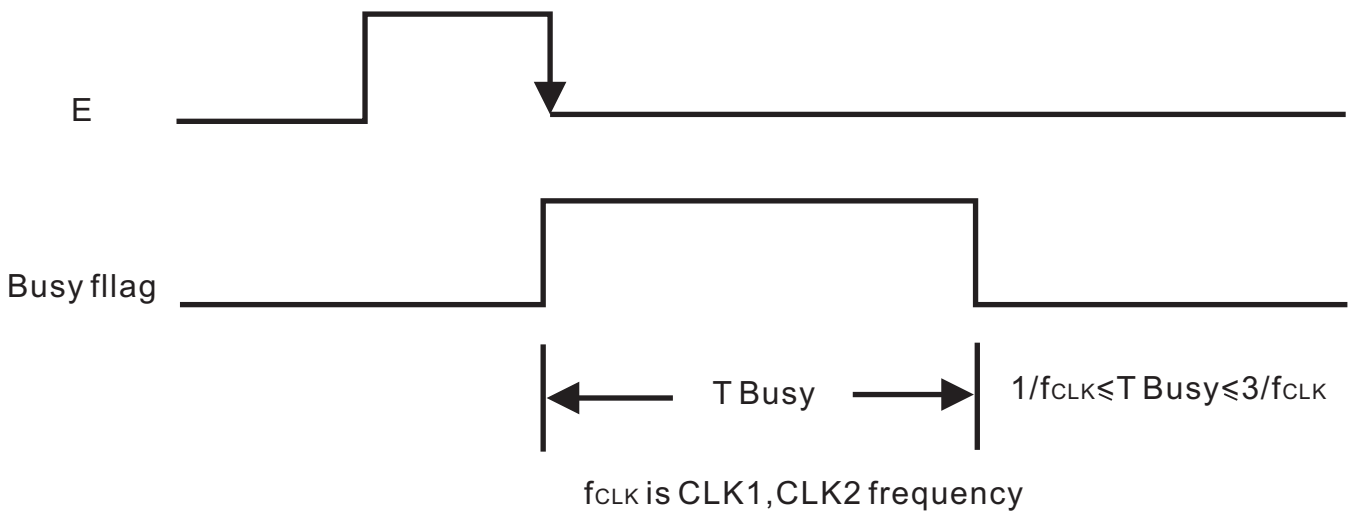 E
Busy fllag
T Busy
1/fCLK⩽T Busy⩽3/fCLK
fCLK is CLK1,CLK2 frequency